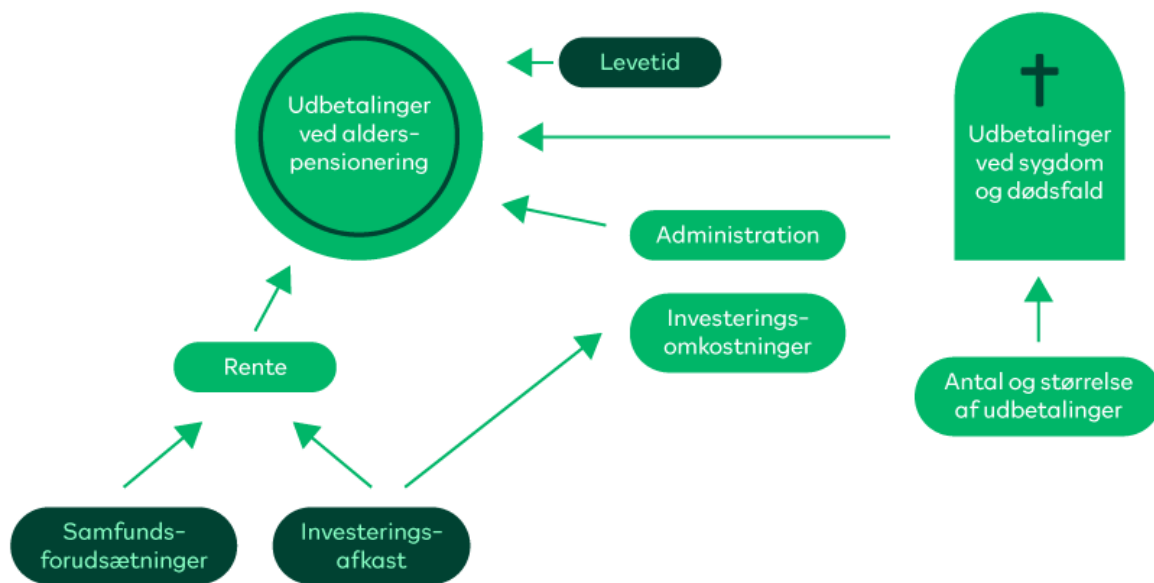 Levetid
Udbetalinger
ved alders-
pensionering
Udbetalinger
ved sygdom
og dødsfald
Administration
Investerings-
omkostninger
Rente
Antal og størrelse
af udbetalinger
Samfunds-
forudsætninger
Investerings-
afkast